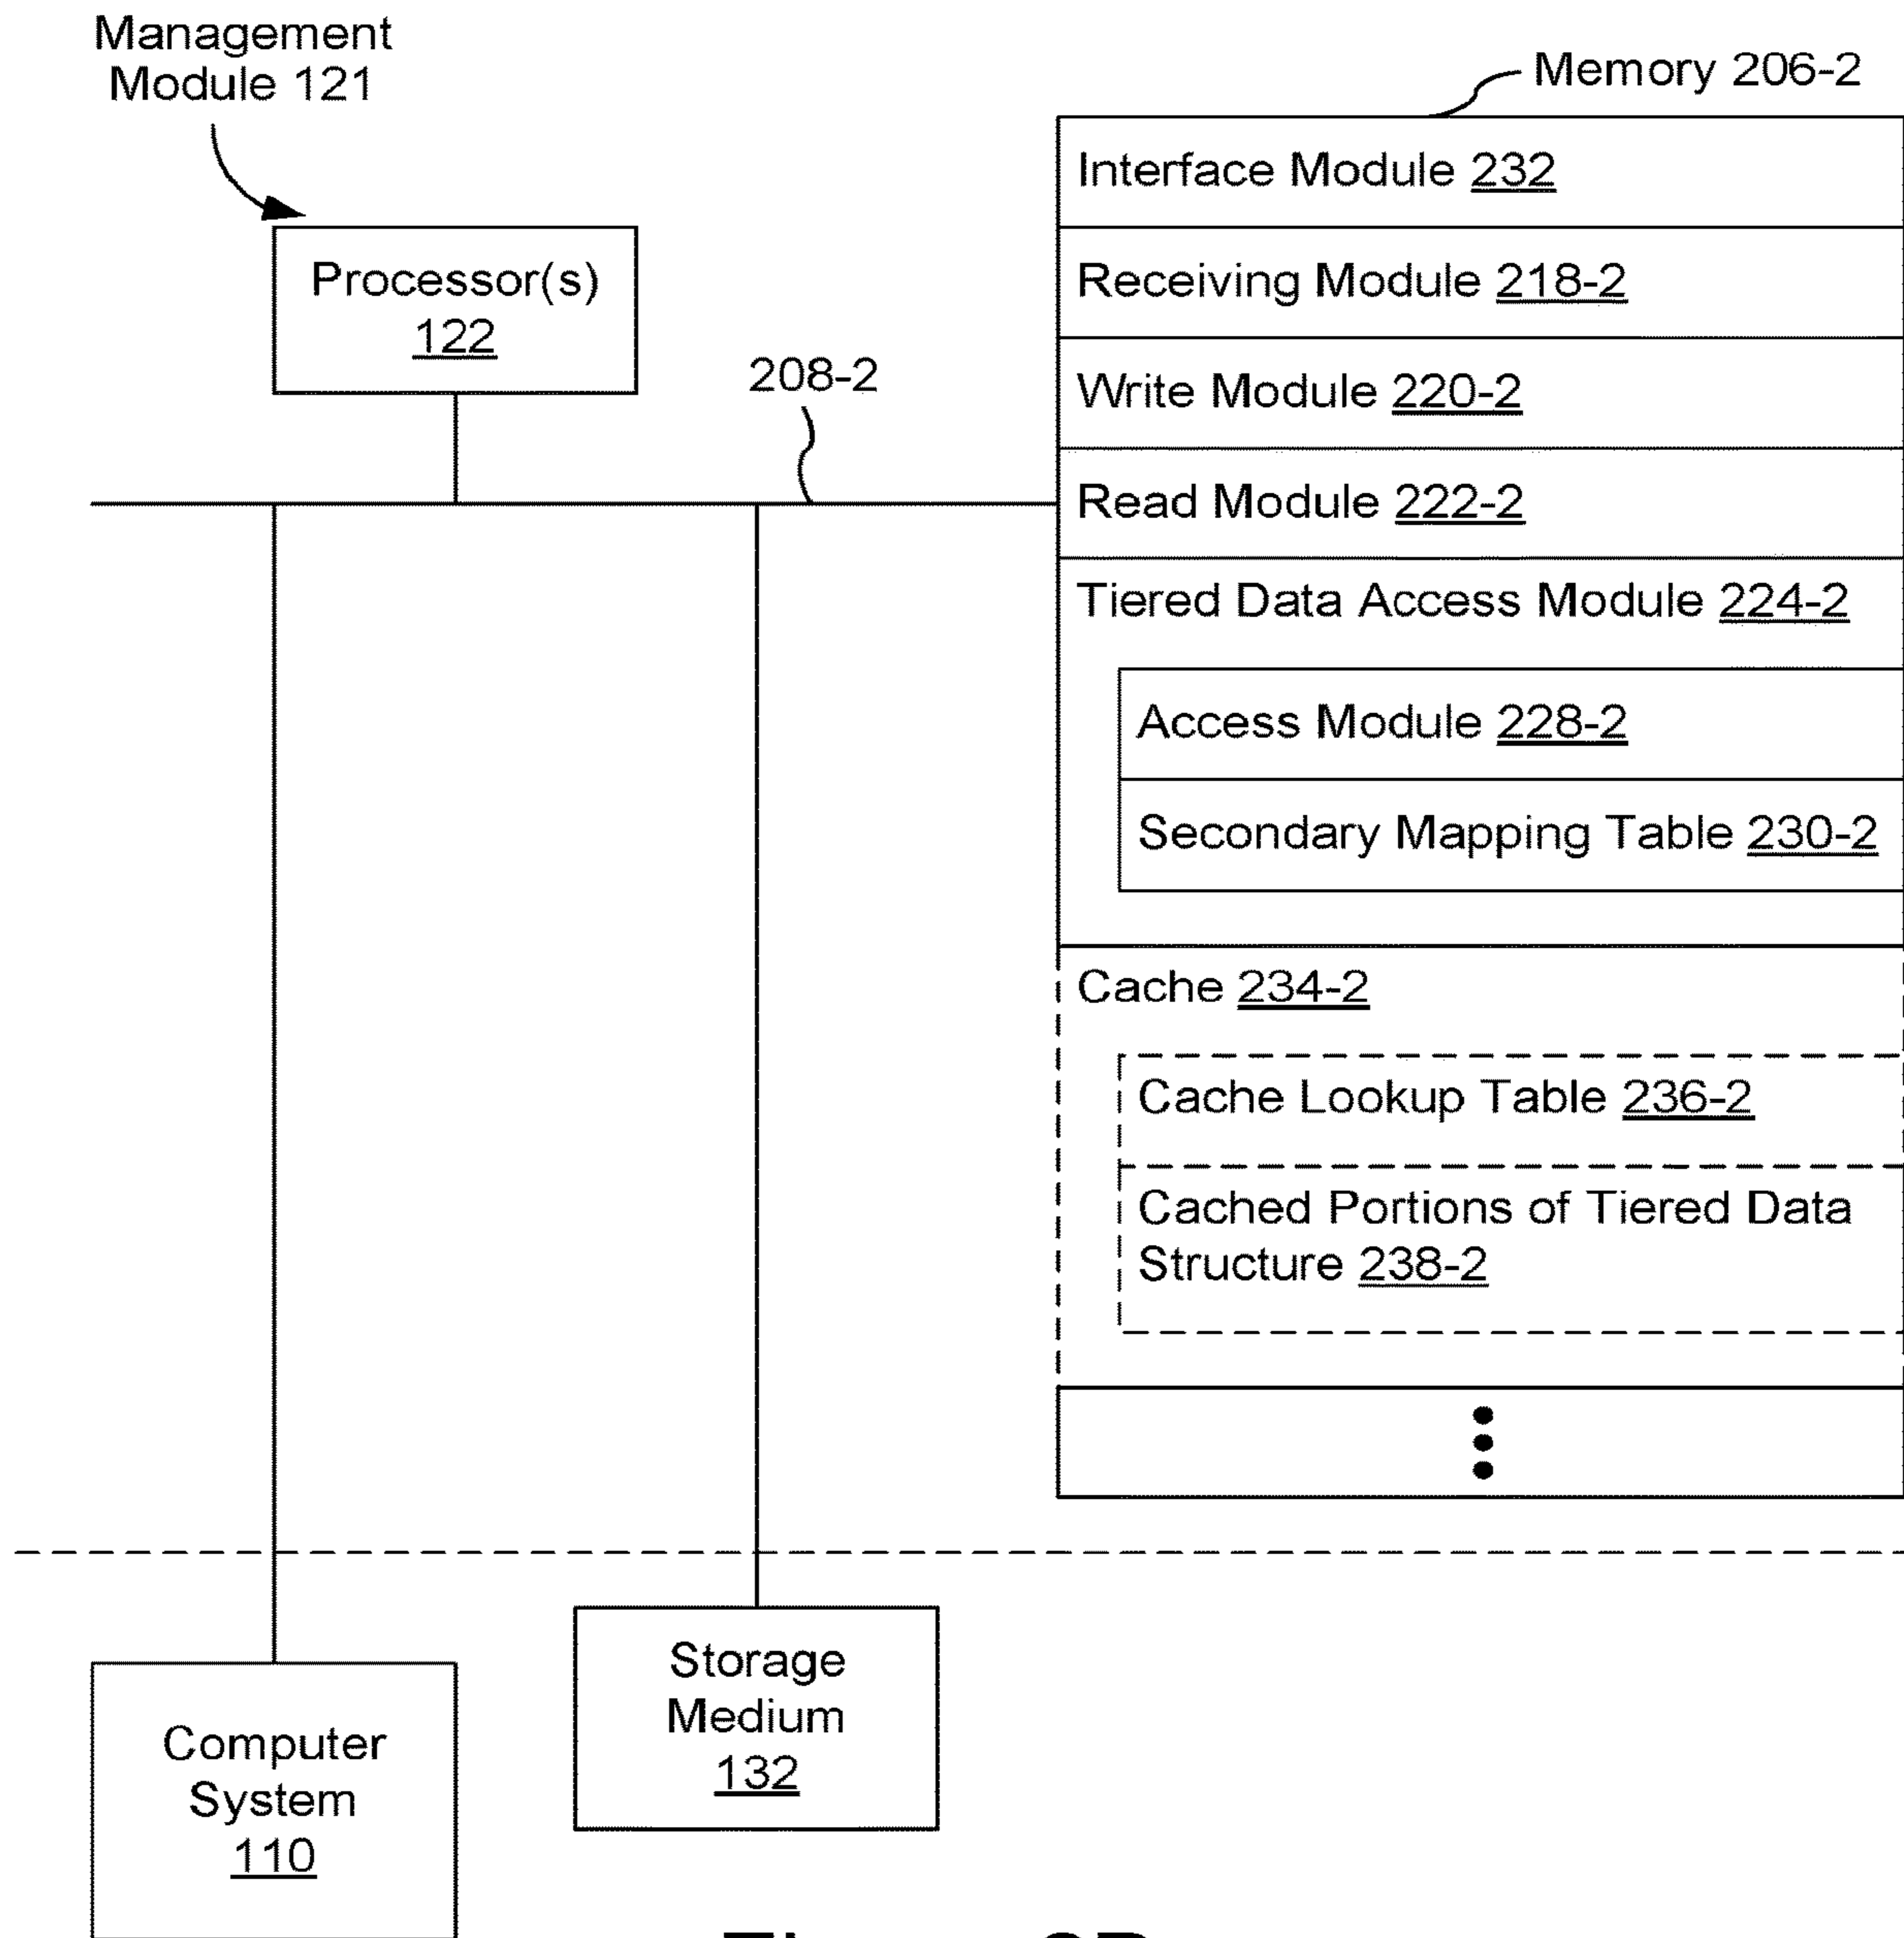 Management
Module 121
Memory 206-2
Interface Module 232
Processor(s)
122
Receiving Module 218-2
208-2
Write Module 220-2
Read Module 222-2
Tiered Data Access Module 224-2
Access Module 228-2
Secondary Mapping Table 230-2
Cache 234-2
Cache Lookup Table 236-2
Cached Portions of Tiered Data
Structure 238-2
Storage
Medium
132
Computer
System
110